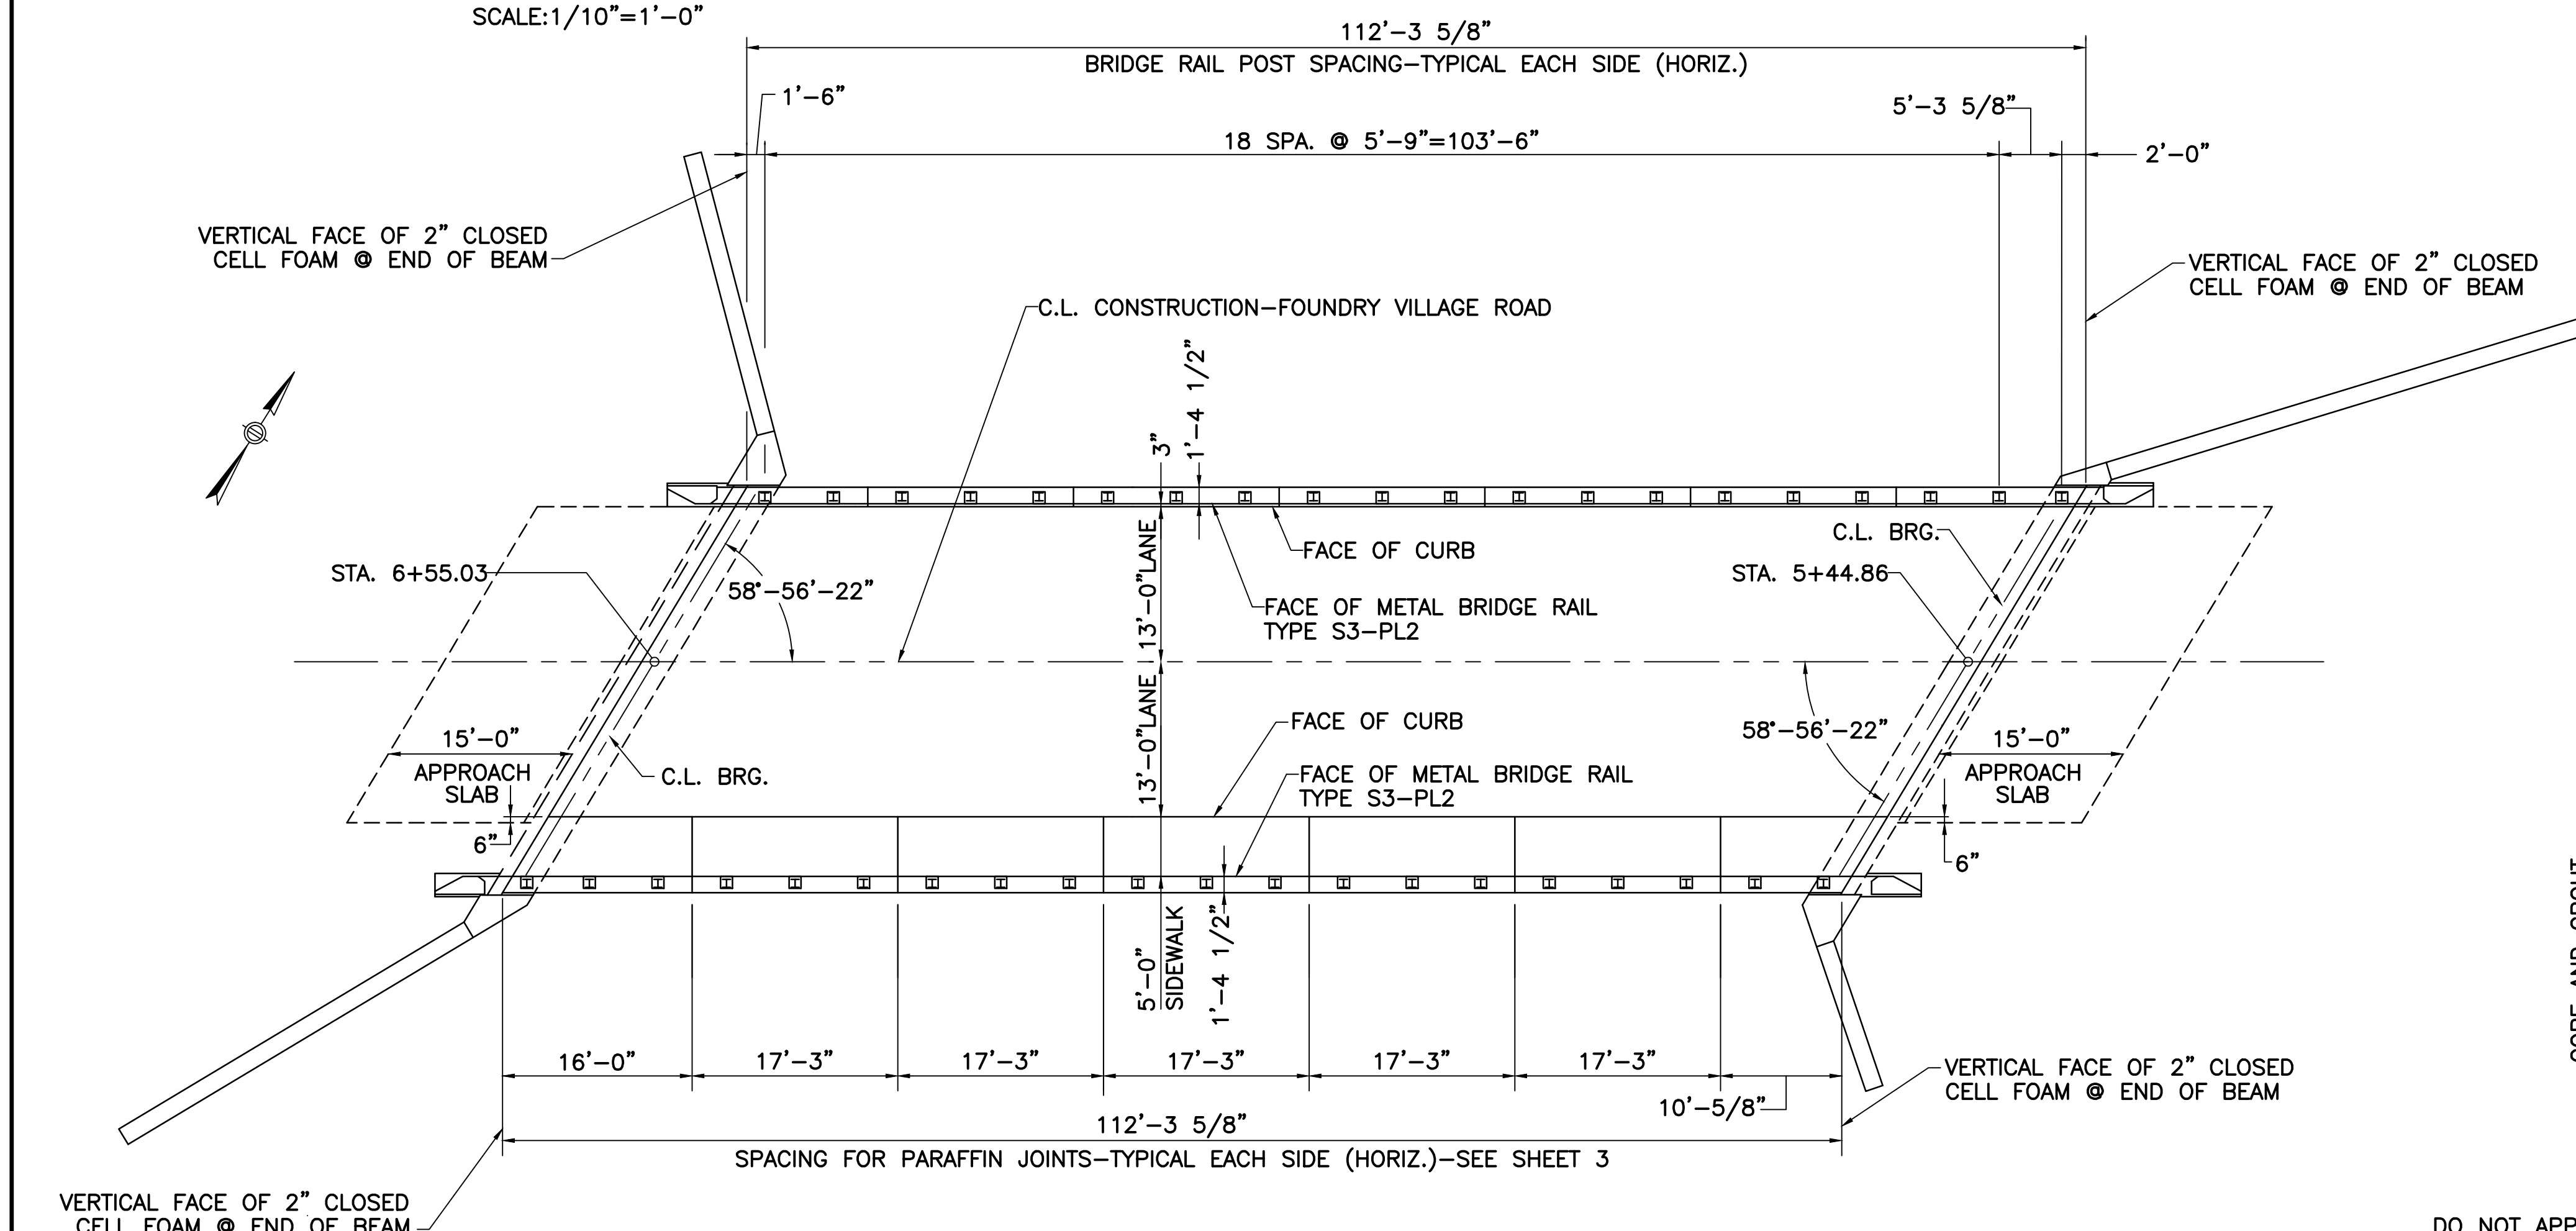 SCALE:1/10"=1'-0"
112'-3 5/8"
BRIDGE RAIL POST SPACING-TYPICAL EACH SIDE (HORIZ.)
1'-6"
5'-3 5/8"
18 SPA. @ 5'-9"=103'-6"
2'-0"
VERTICAL FACE OF 2" CLOSED
CELL FOAM @ END OF BEAM
VERTICAL FACE OF 2" CLOSED
CELL FOAM @ END OF BEAM
C.L. CONSTRUCTION-FOUNDRY VILLAGE ROAD
3"
1'-4 1/2"
C.L. BRG.
FACE OF CURB
STA. 6+55.03
58°-56'-22"
13'-0"LANE
STA. 5+44.86
FACE OF METAL BRIDGE RAIL
TYPE S3-PL2
13'-0"LANE
FACE OF CURB
58°-56'-22"
15'-0"
APPROACH
SLAB
C.L. BRG.
FACE OF METAL BRIDGE RAIL
TYPE S3-PL2
15'-0"
APPROACH
SLAB
6"
6"
5'-0"
SIDEWALK
1'-4 1/2"
16'-0"
17'-3"
17'-3"
17'-3"
17'-3"
17'-3"
10'-5/8"
VERTICAL FACE OF 2" CLOSED
CELL FOAM @ END OF BEAM
112'-3 5/8"
SPACING FOR PARAFFIN JOINTS-TYPICAL EACH SIDE (HORIZ.)-SEE SHEET 3
VERTICAL FACE OF 2" CLOSED
CELL FOAM @ END OF BEAM
DO NOT APP